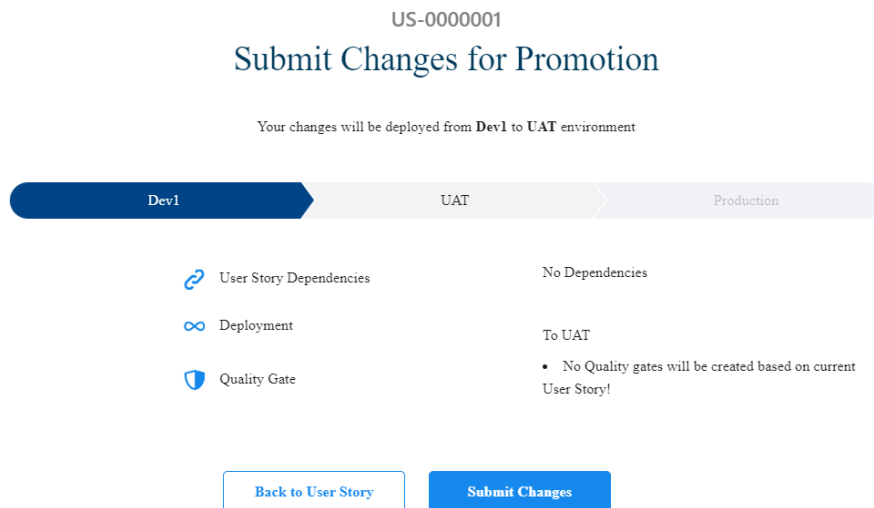 US-0000001
Submit Changes for Promotion
Your changes will be deployed from Dev1 to UAT environment
Dev1
UAT
Production
User Story Dependencies
No Dependencies
Deployment
To UAT
Quality Gate
• No Quality gates will be created based on current
User Story!
Back to User Story
Submit Changes